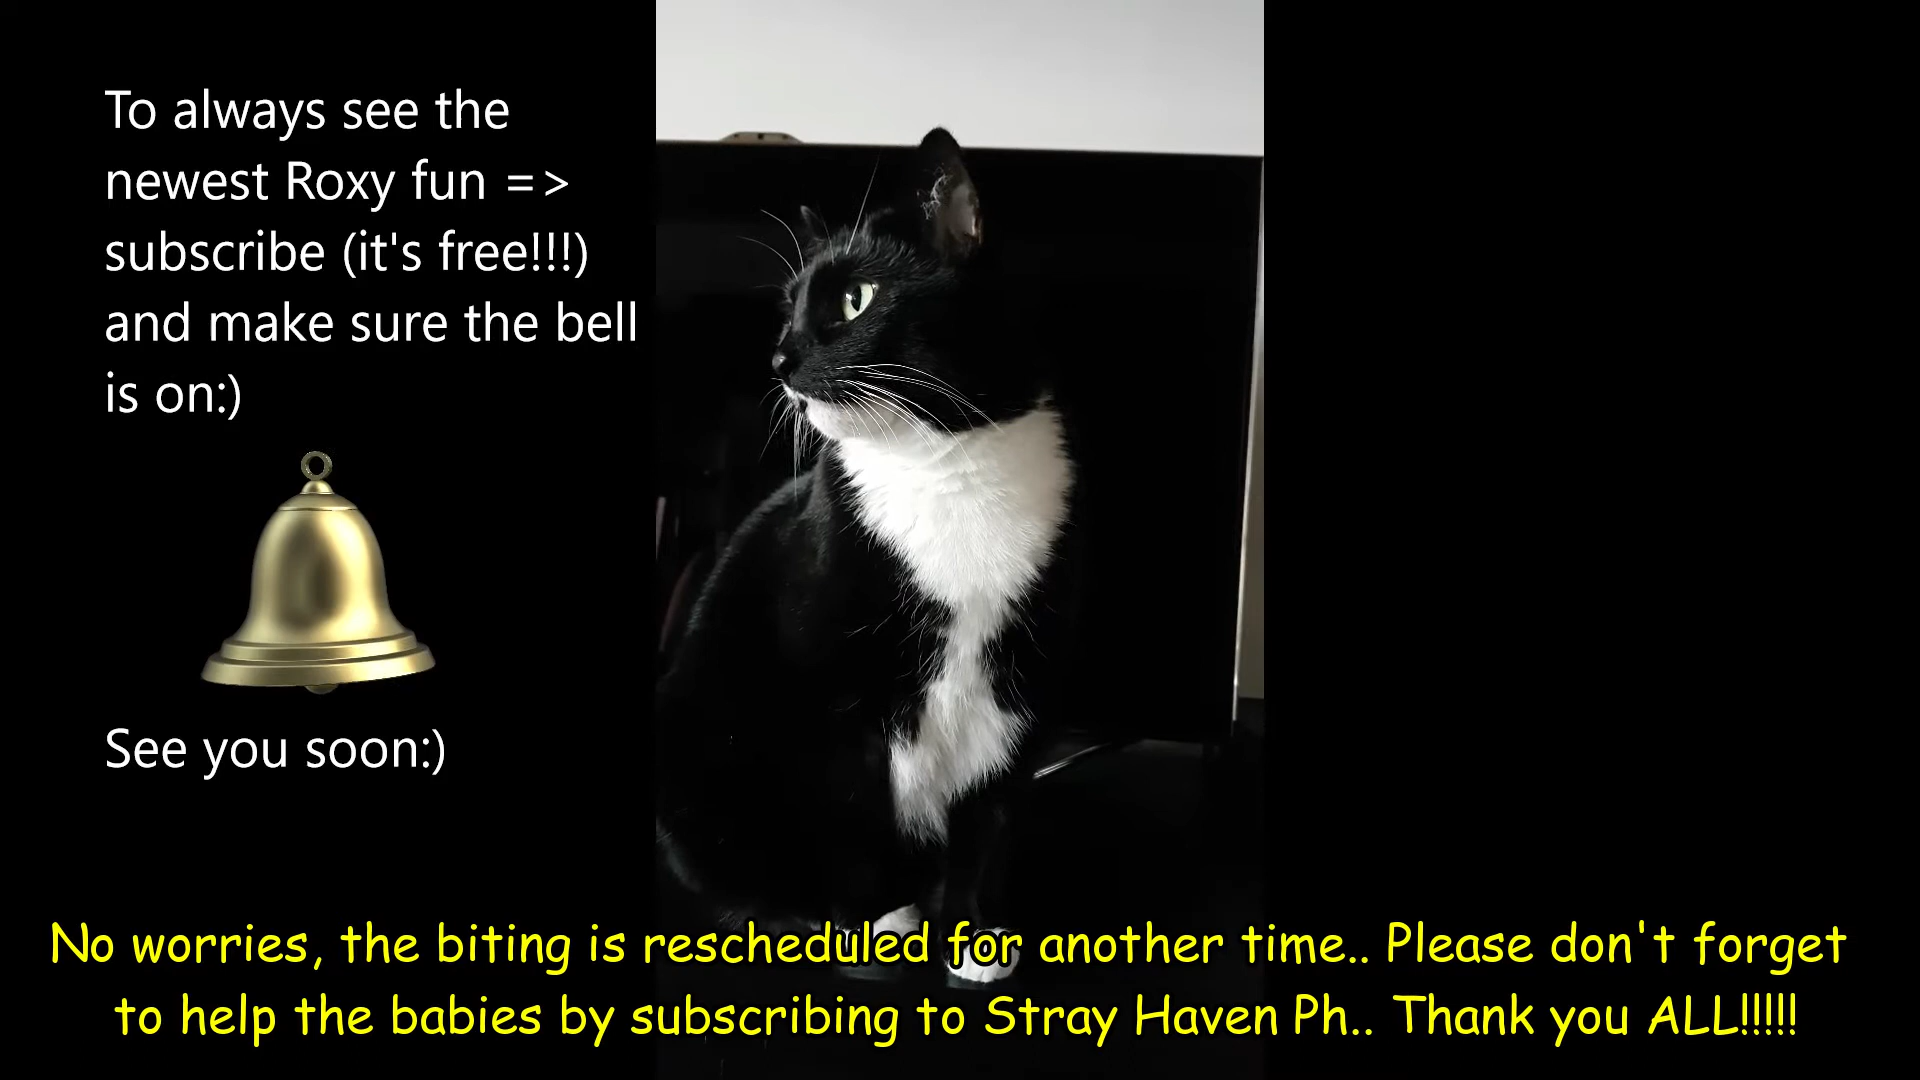 To always see the
newest Roxy fun =>
subscribe (it's free!!!)
and make sure the bell
is on:)
See you soon:)
No worries, the biting is rescheduled for another time.. Please don't forget
to help the babies by subscribing to Stray Haven Ph.. Thank you ALL!!!!!